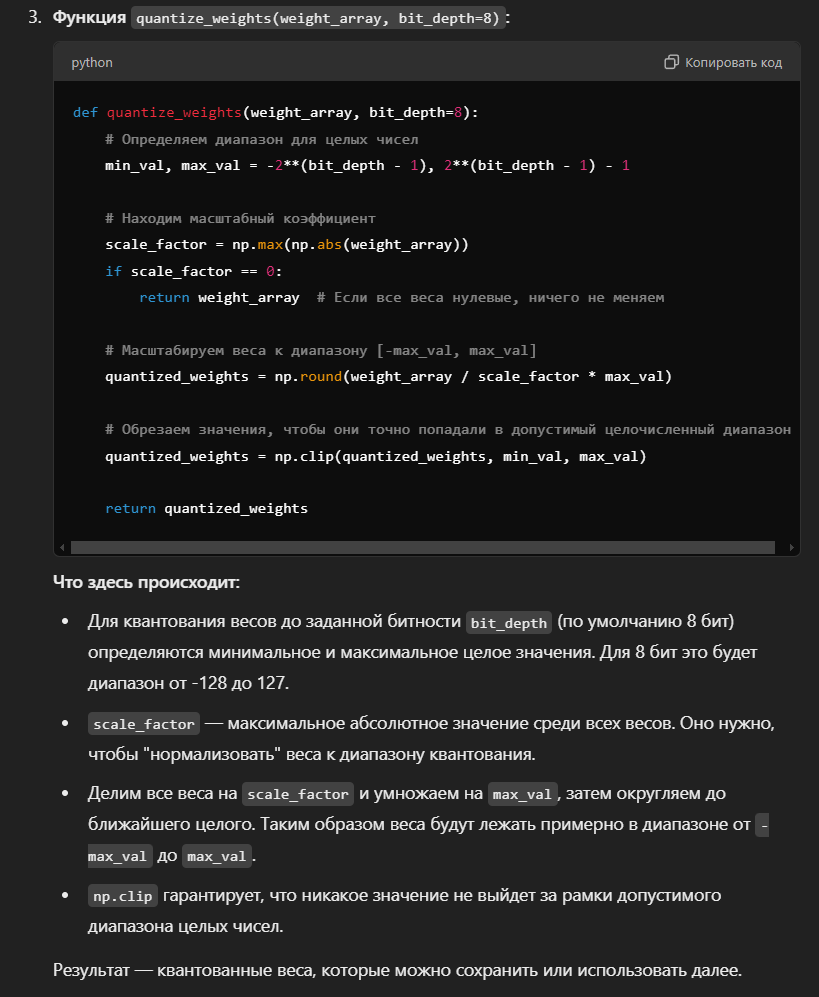 3. Функция quantize_weights(weight_array, bit_depth=8):
python
Копировать код
def quantize_weights(weight_array, bit_depth=8):
    # Определяем диапазон для целых чисел
    min_val, max_val = -2**(bit_depth - 1), 2**(bit_depth - 1) - 1
    # Находим масштабный коэффициент
    scale_factor = np.max(np.abs(weight_array))
    if scale_factor == 0:
        return weight_array  # Если все веса нулевые, ничего не меняем
    # Масштабируем веса к диапазону [-max_val, max_val]
    quantized_weights = np.round(weight_array / scale_factor * max_val)
    # Обрезаем значения, чтобы они точно попадали в допустимый целочисленный диапазон
    quantized_weights = np.clip(quantized_weights, min_val, max_val)
    return quantized_weights
Что здесь происходит:
• Для квантования весов до заданной битности bit_depth (по умолчанию 8 бит)
определяются минимальное и максимальное целое значения. Для 8 бит это будет
диапазон от -128 до 127.
• scale_factor — максимальное абсолютное значение среди всех весов. Оно нужно,
чтобы "нормализовать" веса к диапазону квантования.
• Делим все веса на scale_factor и умножаем на max_val, затем округляем до
ближайшего целого. Таким образом веса будут лежать примерно в диапазоне от -
max_val до max_val.
• np.clip гарантирует, что никакое значение не выйдет за рамки допустимого
диапазона целых чисел.
Результат — квантованные веса, которые можно сохранить или использовать далее.